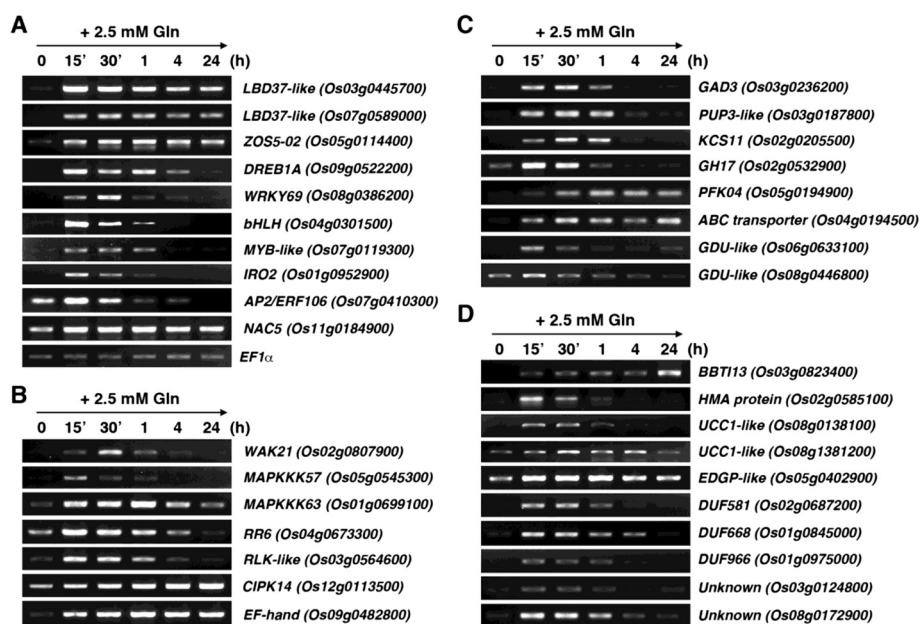 A
+ 2.5 mM Gln
0 15’ 30’ 1 4 24 (h)
LBD37-like (Os03g0445700)
LBD37-like (Os07g0589000)
ZOS5-02 (Os05g0114400)
DREB1A (Os09g0522200)
WRKY69 (Os08g0386200)
bHLH (Os04g0301500)
MYB-like (Os07g0119300)
IRO2 (Os01g0952900)
AP2/ERF106 (Os07g0410300)
NAC5 (Os11g0184900)
EF1α
B
+ 2.5 mM Gln
0 15’ 30’ 1 4 24 (h)
WAK21 (Os02g0807900)
MAPKKK57 (Os05g0545300)
MAPKKK63 (Os01g0699100)
RR6 (Os04g0673300)
RLK-like (Os03g0564600)
CIPK14 (Os12g0113500)
EF-hand (Os09g0482800)
C
+ 2.5 mM Gln
0 15’ 30’ 1 4 24 (h)
GAD3 (Os03g0236200)
PUP3-like (Os03g0187800)
KCS11 (Os02g0205500)
GH17 (Os02g0532900)
PFK04 (Os05g0194900)
ABC transporter (Os04g0194500)
GDU-like (Os06g0633100)
GDU-like (Os08g0446800)
D
+ 2.5 mM Gln
0 15’ 30’ 1 4 24 (h)
BBTI13 (Os03g0823400)
HMA protein (Os02g0585100)
UCC1-like (Os08g0138100)
UCC1-like (Os08g1381200)
EDGP-like (Os05g0402900)
DUF581 (Os02g0687200)
DUF668 (Os01g0845000)
DUF966 (Os01g0975000)
Unknown (Os03g0124800)
Unknown (Os08g0172900)